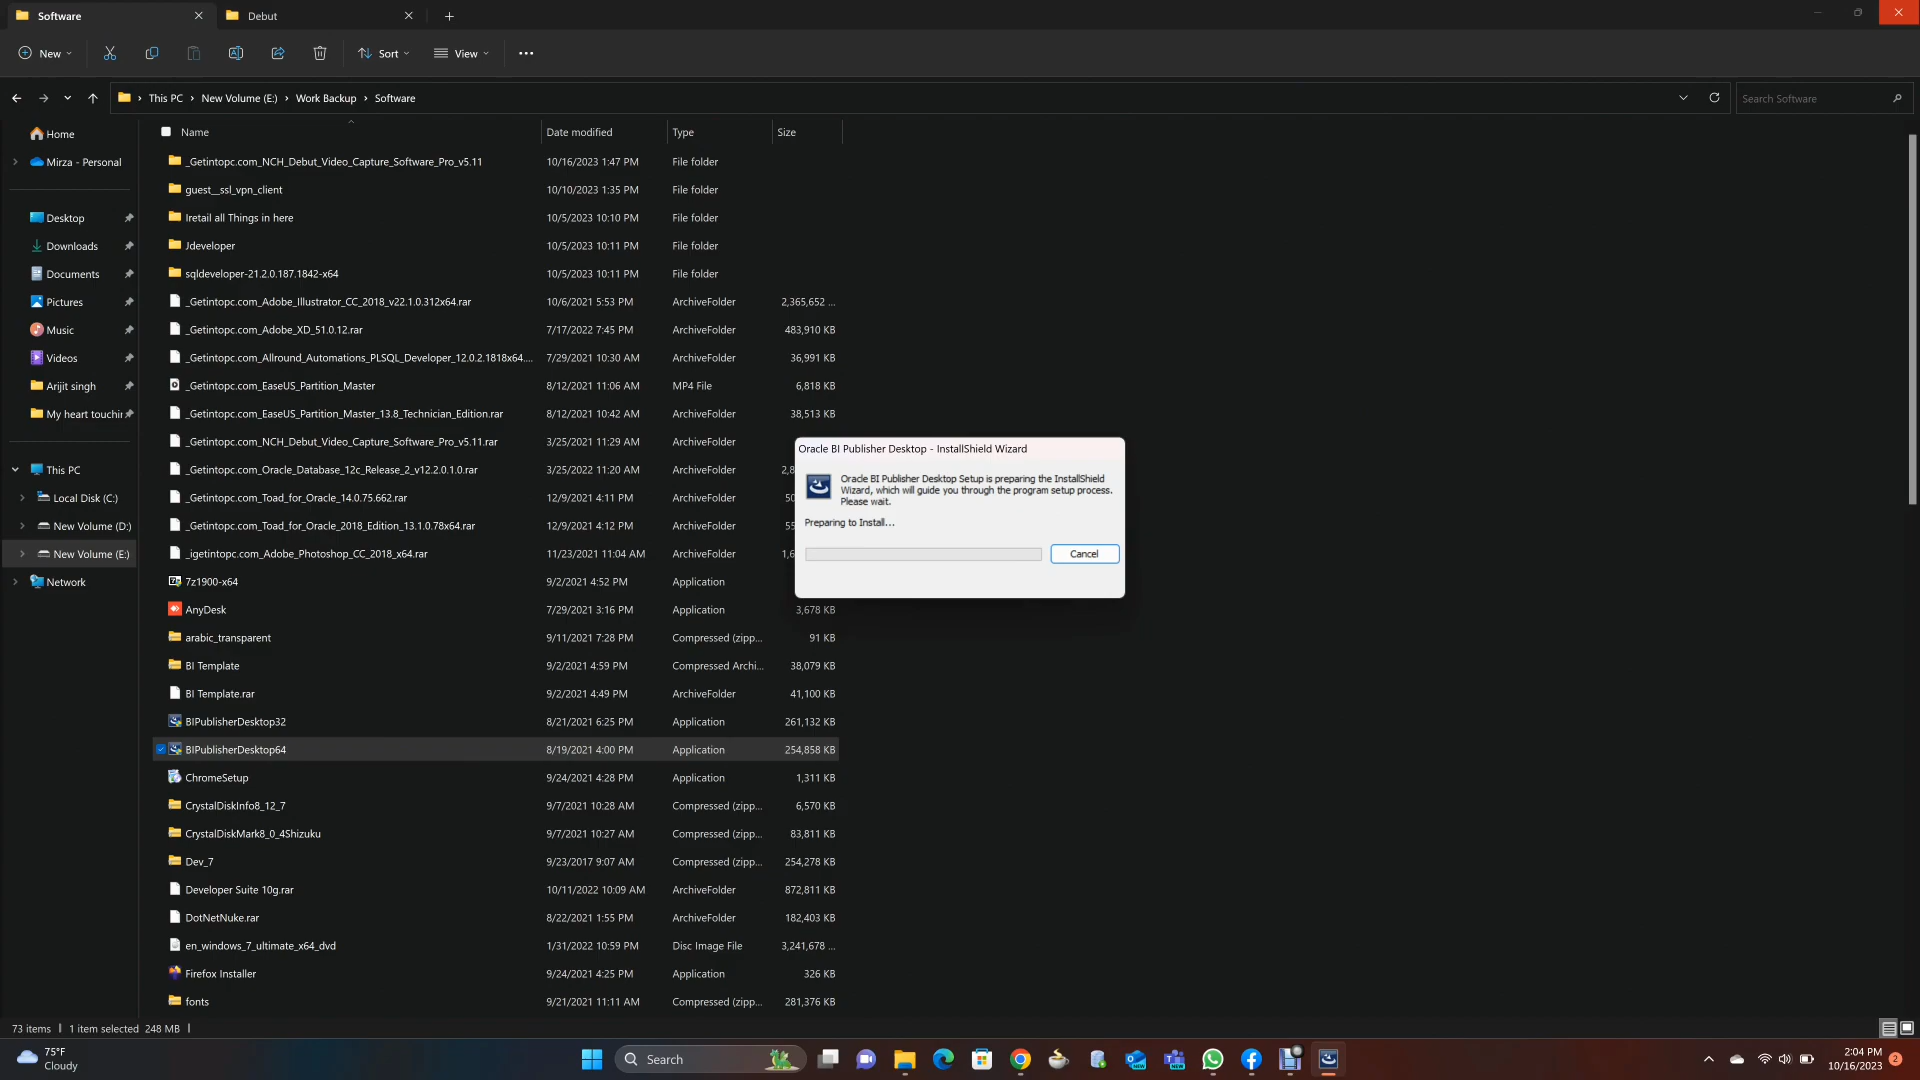 Software
Debut
New
Sort
View
This PC › New Volume (E:) › Work Backup › Software
Search Software
Name
Date modified
Type
Size
Home
Mirza - Personal
Desktop
Downloads
Documents
Pictures
Music
Videos
Arijit singh
My heart touchin
This PC
Local Disk (C:)
New Volume (D:)
New Volume (E:)
Network
_Getintopc.com_NCH_Debut_Video_Capture_Software_Pro_v5.11 10/16/2023 1:47 PM File folder
guest__ssl_vpn_client 10/10/2023 1:35 PM File folder
Iretail all Things in here 10/5/2023 10:10 PM File folder
Jdeveloper 10/5/2023 10:11 PM File folder
sqldeveloper-21.2.0.187.1842-x64 10/5/2023 10:11 PM File folder
_Getintopc.com_Adobe_Illustrator_CC_2018_v22.1.0.312x64.rar 10/6/2021 5:53 PM ArchiveFolder 2,365,652 ...
_Getintopc.com_Adobe_XD_51.0.12.rar 7/17/2022 7:45 PM ArchiveFolder 483,910 KB
_Getintopc.com_Allround_Automations_PLSQL_Developer_12.0.2.1818x64.... 7/29/2021 10:30 AM ArchiveFolder 36,991 KB
_Getintopc.com_EaseUS_Partition_Master 8/12/2021 11:06 AM MP4 File 6,818 KB
_Getintopc.com_EaseUS_Partition_Master_13.8_Technician_Edition.rar 8/12/2021 10:42 AM ArchiveFolder 38,513 KB
_Getintopc.com_NCH_Debut_Video_Capture_Software_Pro_v5.11.rar 3/25/2021 11:29 AM ArchiveFolder
_Getintopc.com_Oracle_Database_12c_Release_2_v12.2.0.1.0.rar 3/25/2022 11:20 AM ArchiveFolder 2,8
_Getintopc.com_Toad_for_Oracle_14.0.75.662.rar 12/9/2021 4:11 PM ArchiveFolder 50
_Getintopc.com_Toad_for_Oracle_2018_Edition_13.1.0.78x64.rar 12/9/2021 4:12 PM ArchiveFolder 55
_igetintopc.com_Adobe_Photoshop_CC_2018_x64.rar 11/23/2021 11:04 AM ArchiveFolder 1,6
7z1900-x64 9/2/2021 4:52 PM Application
AnyDesk 7/29/2021 3:16 PM Application 3,678 KB
arabic_transparent 9/11/2021 7:28 PM Compressed (zipp... 91 KB
BI Template 9/2/2021 4:59 PM Compressed Archi... 38,079 KB
BI Template.rar 9/2/2021 4:49 PM ArchiveFolder 41,100 KB
BIPublisherDesktop32 8/21/2021 6:25 PM Application 261,132 KB
BIPublisherDesktop64 8/19/2021 4:00 PM Application 254,858 KB
ChromeSetup 9/24/2021 4:28 PM Application 1,311 KB
CrystalDiskInfo8_12_7 9/7/2021 10:28 AM Compressed (zipp... 6,570 KB
CrystalDiskMark8_0_4Shizuku 9/7/2021 10:27 AM Compressed (zipp... 83,811 KB
Dev_7 9/23/2017 9:07 AM Compressed (zipp... 254,278 KB
Developer Suite 10g.rar 10/11/2022 10:09 AM ArchiveFolder 872,811 KB
DotNetNuke.rar 8/22/2021 1:55 PM ArchiveFolder 182,403 KB
en_windows_7_ultimate_x64_dvd 1/31/2022 10:59 PM Disc Image File 3,241,678 ...
Firefox Installer 9/24/2021 4:25 PM Application 326 KB
fonts 9/21/2021 11:11 AM Compressed (zipp... 281,376 KB
Oracle BI Publisher Desktop - InstallShield Wizard
Oracle BI Publisher Desktop Setup is preparing the InstallShield
Wizard, which will guide you through the program setup process.
Please wait.
Preparing to Install...
Cancel
73 items
1 item selected 248 MB
75°F
Cloudy
Search
NEW
NEW
2:04 PM
10/16/2023
2